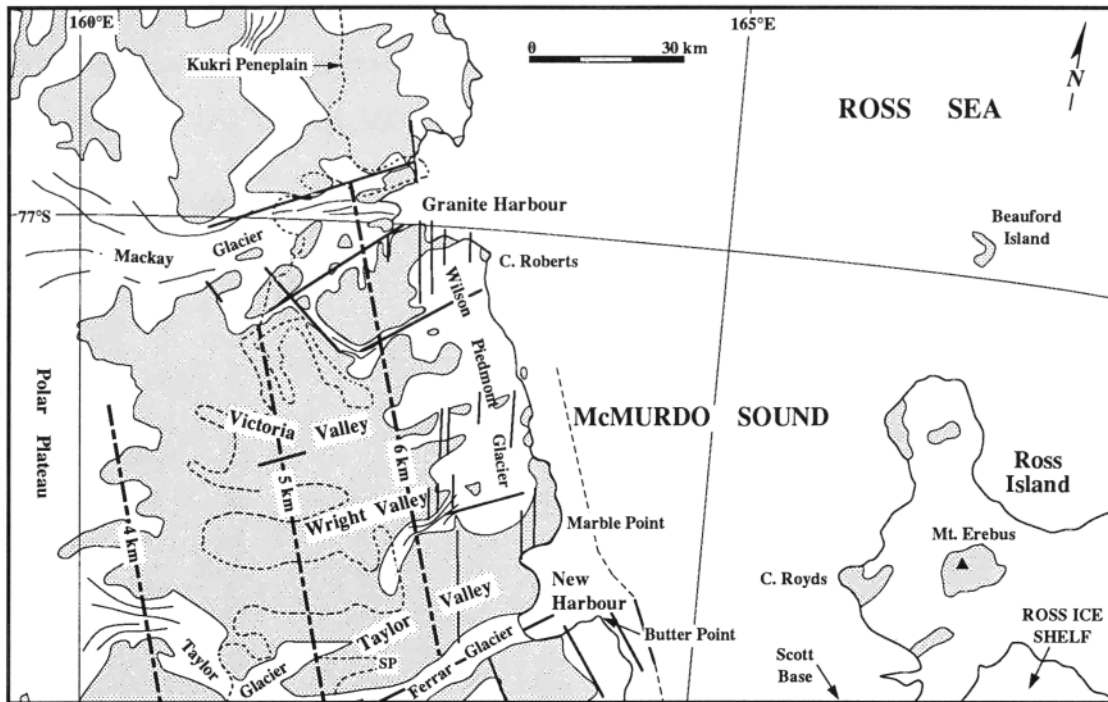 160°E
165°E
0
30 km
N
Kukri Peneplain
ROSS SEA
77°S
Granite Harbour
Beauford
Island
Mackay
Glacier
C. Roberts
Wilson
Piedmont
Glacier
Polar
Plateau
Victoria Valley
McMURDO SOUND
6 km
5 km
4 km
Ross
Island
Wright Valley
Marble Point
Mt. Erebus
C. Royds
New
Harbour
Taylor Valley
Butter Point
ROSS ICE
SHELF
Taylor
Glacier
SP
Ferrar Glacier
Scott
Base